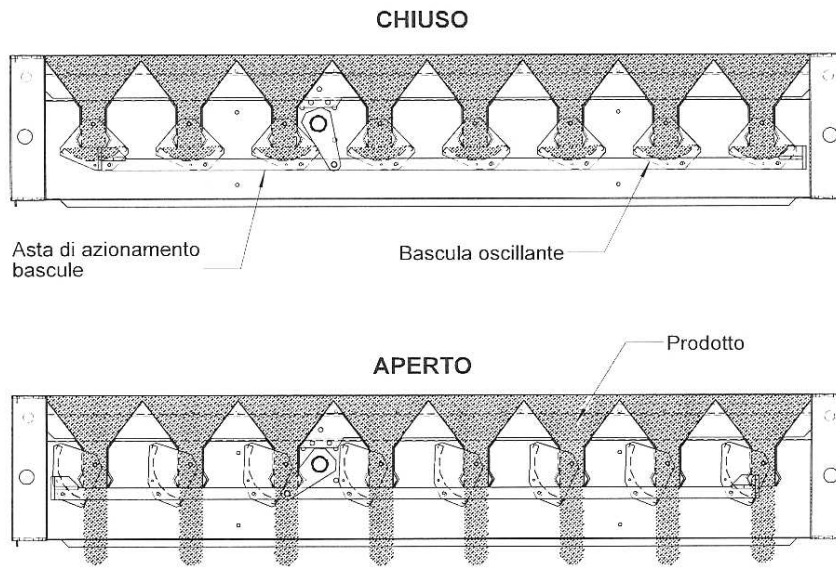 CHIUSO
Asta di azionamento
bascule
Bascula oscillante
Prodotto
APERTO